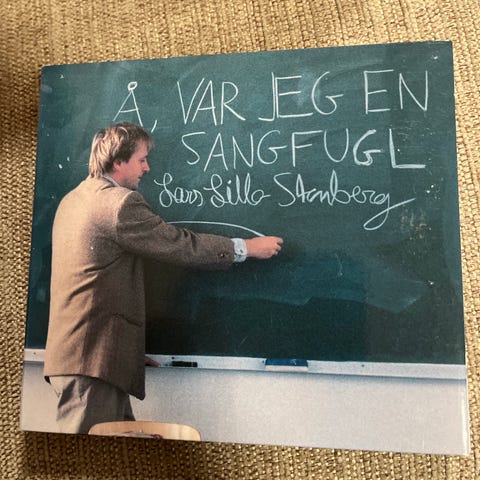 Å, VAR JEG EN
SANGFUGL
Lars Lillo Stenberg